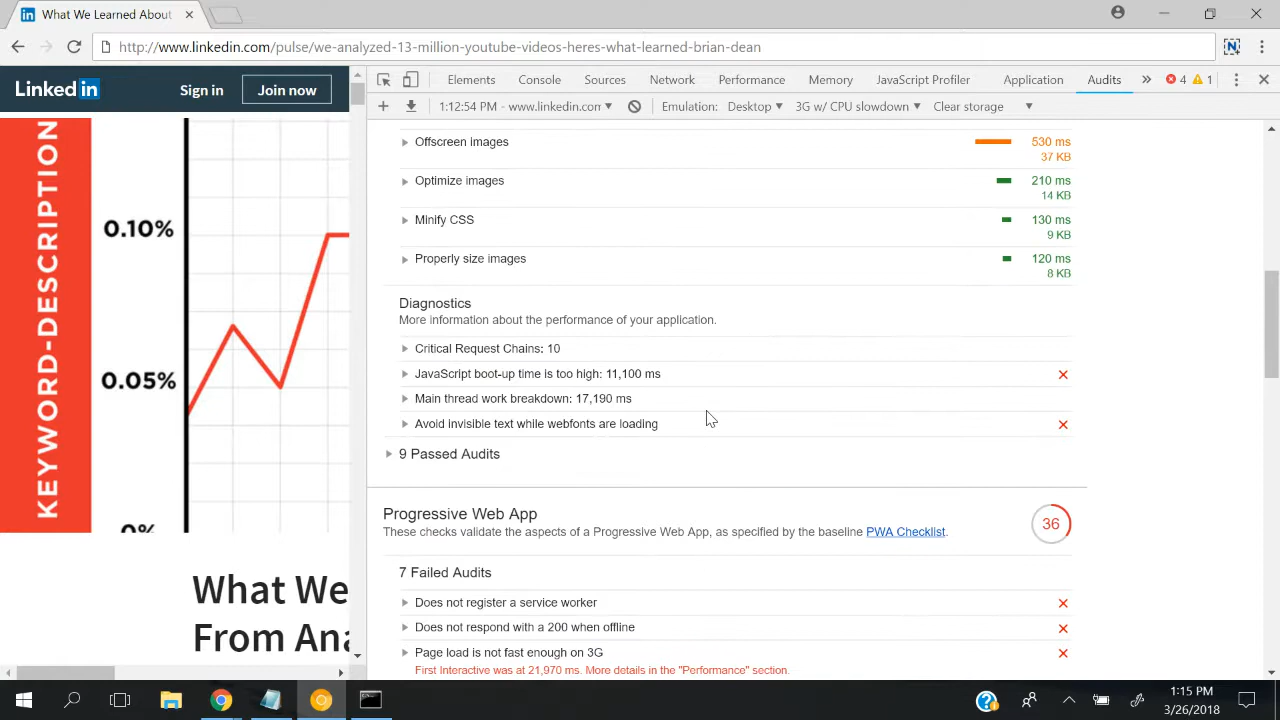 What We Learned About
http://www.linkedin.com/pulse/we-analyzed-13-million-youtube-videos-heres-what-learned-brian-dean
Linked in
Sign in
Join now
Elements Console Sources Network Performance Memory JavaScript Profiler Application Audits » 4 1
1:12:54 PM - www.linkedin.com Emulation: Desktop 3G w/ CPU slowdown Clear storage
KEYWORD-DESCRIPTION
0.10%
0.05%
0%
What We
From Ana
Offscreen images 530 ms
37 KB
Optimize images 210 ms
14 KB
Minify CSS 130 ms
9 KB
Properly size images 120 ms
8 KB
Diagnostics
More information about the performance of your application.
Critical Request Chains: 10
JavaScript boot-up time is too high: 11,100 ms
Main thread work breakdown: 17,190 ms
Avoid invisible text while webfonts are loading
9 Passed Audits
Progressive Web App
36
These checks validate the aspects of a Progressive Web App, as specified by the baseline PWA Checklist.
7 Failed Audits
Does not register a service worker
Does not respond with a 200 when offline
Page load is not fast enough on 3G
First Interactive was at 21,970 ms. More details in the "Performance" section.
1:15 PM
3/26/2018